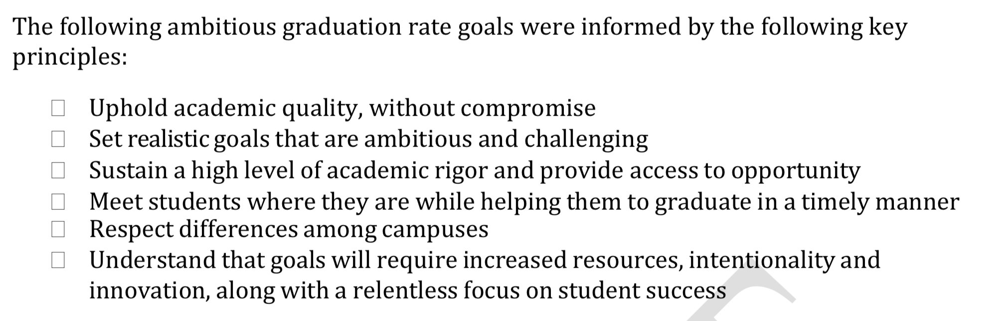 The following ambitious graduation rate goals were informed by the following key
principles:
□ Uphold academic quality, without compromise
□ Set realistic goals that are ambitious and challenging
□ Sustain a high level of academic rigor and provide access to opportunity
□ Meet students where they are while helping them to graduate in a timely manner
□ Respect differences among campuses
□ Understand that goals will require increased resources, intentionality and
innovation, along with a relentless focus on student success